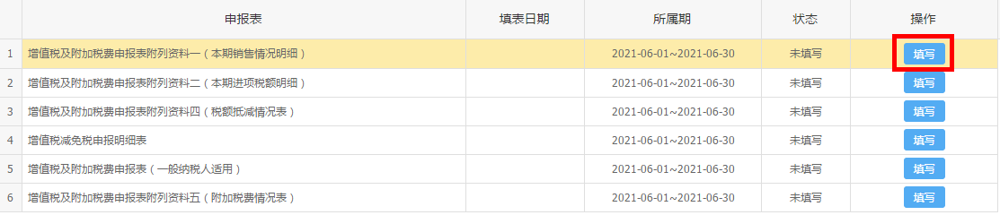 申报表 填表日期 所属期 状态 操作
1 增值税及附加税费申报表附列资料一（本期销售情况明细） 2021-06-01~2021-06-30 未填写 填写
2 增值税及附加税费申报表附列资料二（本期进项税额明细） 2021-06-01~2021-06-30 未填写 填写
3 增值税及附加税费申报表附列资料四（税额抵减情况表） 2021-06-01~2021-06-30 未填写 填写
4 增值税减免税申报明细表 2021-06-01~2021-06-30 未填写 填写
5 增值税及附加税费申报表（一般纳税人适用） 2021-06-01~2021-06-30 未填写 填写
6 增值税及附加税费申报表附列资料五（附加税费情况表） 2021-06-01~2021-06-30 未填写 填写